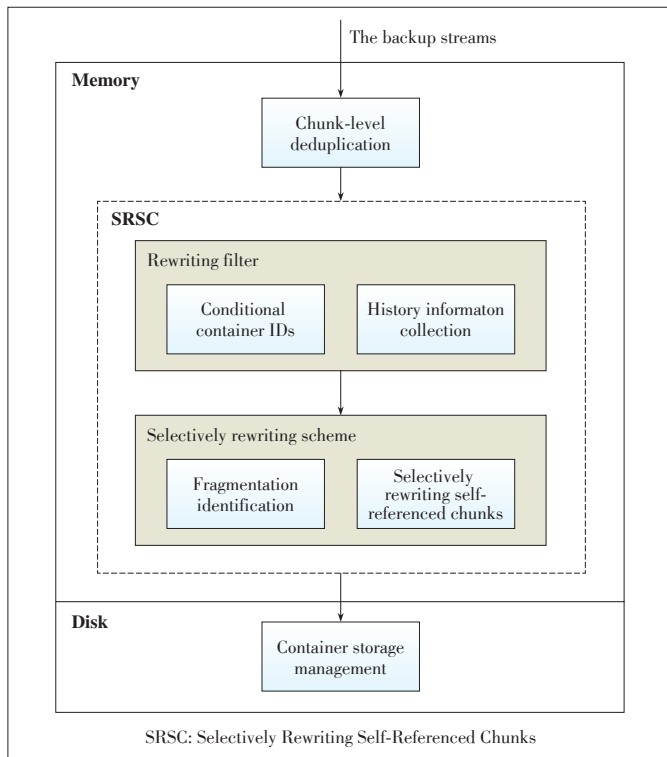 The backup streams
Memory
Chunk-level
deduplication
SRSC
Rewriting filter
Conditional
container IDs
History informaton
collection
Selectively rewriting scheme
Fragmentation
identification
Selectively
rewriting self-
referenced chunks
Disk
Container storage
management
SRSC: Selectively Rewriting Self-Referenced Chunks